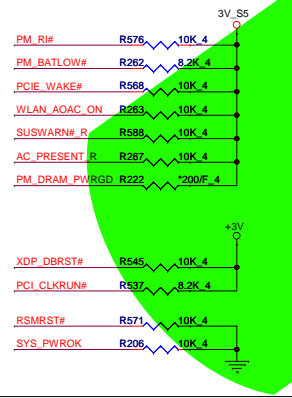 3V_S5
PM_RI# R576 10K_4
PM_BATLOW# R262 8.2K_4
PCIE_WAKE# R568 10K_4
WLAN_AOAC_ON R263 10K_4
SUSWARN#_R R588 10K_4
AC_PRESENT_R R267 10K_4
PM_DRAM_PWRGD R222 *200/F_4
+3V
XDP_DBRST# R545 10K_4
PCI_CLKRUN# R537 8.2K_4
RSMRST# R571 10K_4
SYS_PWROK R206 10K_4